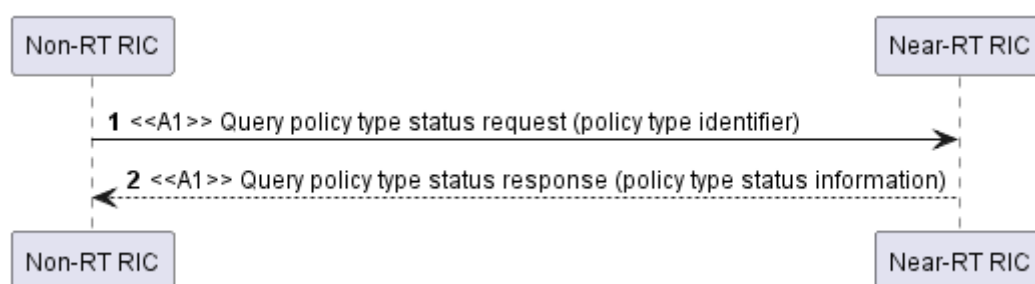 Non-RT RIC
Near-RT RIC
1 <<A1>> Query policy type status request (policy type identifier)
2 <<A1>> Query policy type status response (policy type status information)
Non-RT RIC
Near-RT RIC